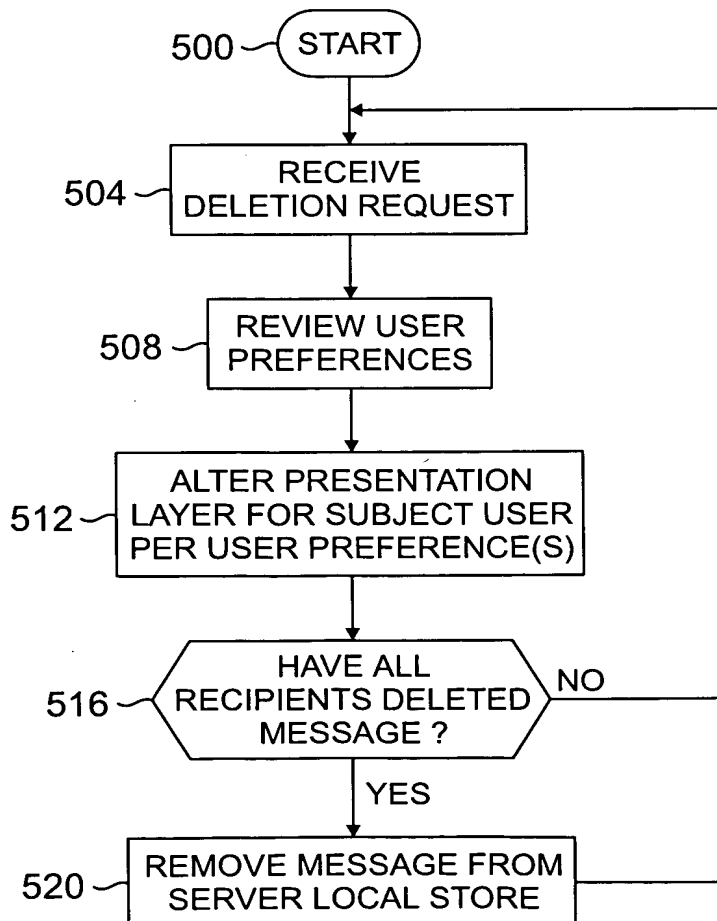 500
START
504
RECEIVE
DELETION REQUEST
508
REVIEW USER
PREFERENCES
512
ALTER PRESENTATION
LAYER FOR SUBJECT USER
PER USER PREFERENCE(S)
516
HAVE ALL
RECIPIENTS DELETED
MESSAGE ?
NO
YES
520
REMOVE MESSAGE FROM
SERVER LOCAL STORE